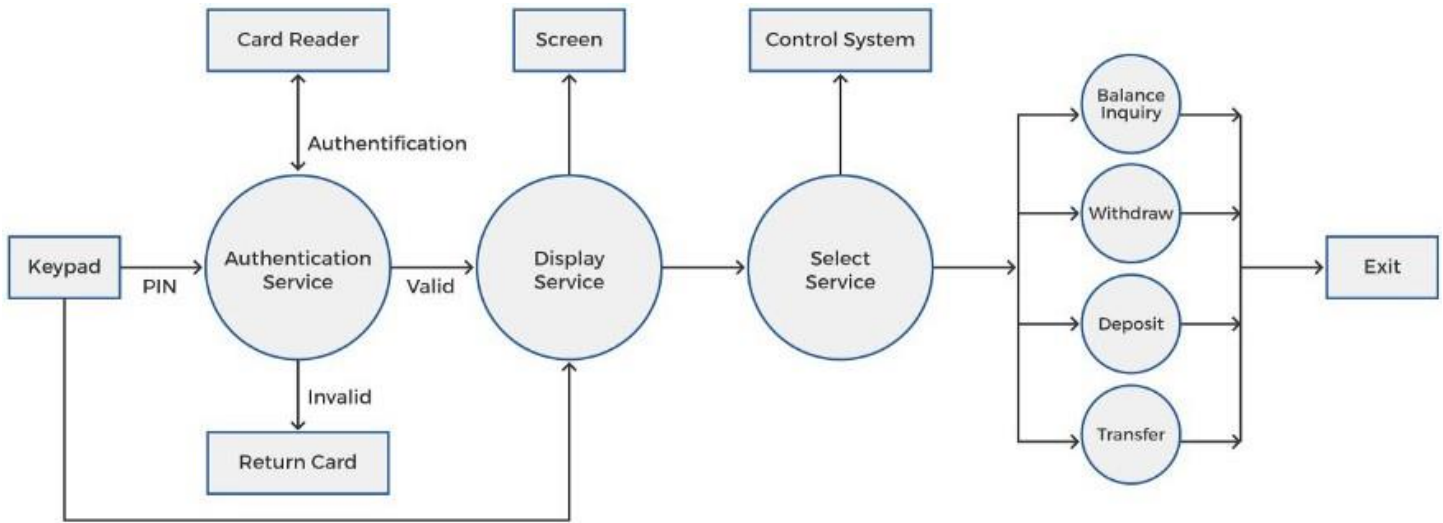 Card Reader
Screen
Control System
Balance
Inquiry
Authentification
Withdraw
Keypad
PIN
Authentication
Service
Valid
Display
Service
Select
Service
Exit
Deposit
Invalid
Transfer
Return Card